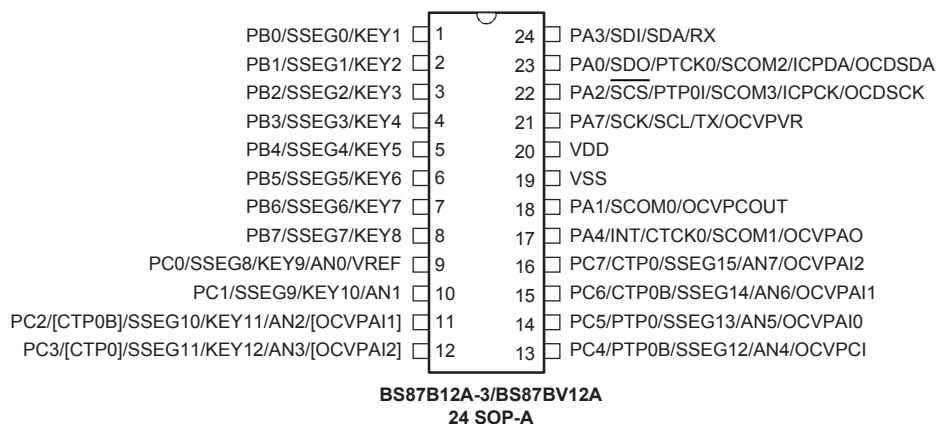 PB0/SSEG0/KEY1 1 24 PA3/SDI/SDA/RX
PB1/SSEG1/KEY2 2 23 PA0/SDO/PTCK0/SCOM2/ICPDA/OCDSDA
PB2/SSEG2/KEY3 3 22 PA2/SCS/PTP0I/SCOM3/ICPCK/OCDSCK
PB3/SSEG3/KEY4 4 21 PA7/SCK/SCL/TX/OCVPVR
PB4/SSEG4/KEY5 5 20 VDD
PB5/SSEG5/KEY6 6 19 VSS
PB6/SSEG6/KEY7 7 18 PA1/SCOM0/OCVPCOUT
PB7/SSEG7/KEY8 8 17 PA4/INT/CTCK0/SCOM1/OCVPAO
PC0/SSEG8/KEY9/AN0/VREF 9 16 PC7/CTP0/SSEG15/AN7/OCVPAI2
PC1/SSEG9/KEY10/AN1 10 15 PC6/CTP0B/SSEG14/AN6/OCVPAI1
PC2/[CTP0B]/SSEG10/KEY11/AN2/[OCVPAI1] 11 14 PC5/PTP0/SSEG13/AN5/OCVPAI0
PC3/[CTP0]/SSEG11/KEY12/AN3/[OCVPAI2] 12 13 PC4/PTP0B/SSEG12/AN4/OCVPCI
BS87B12A-3/BS87BV12A
24 SOP-A